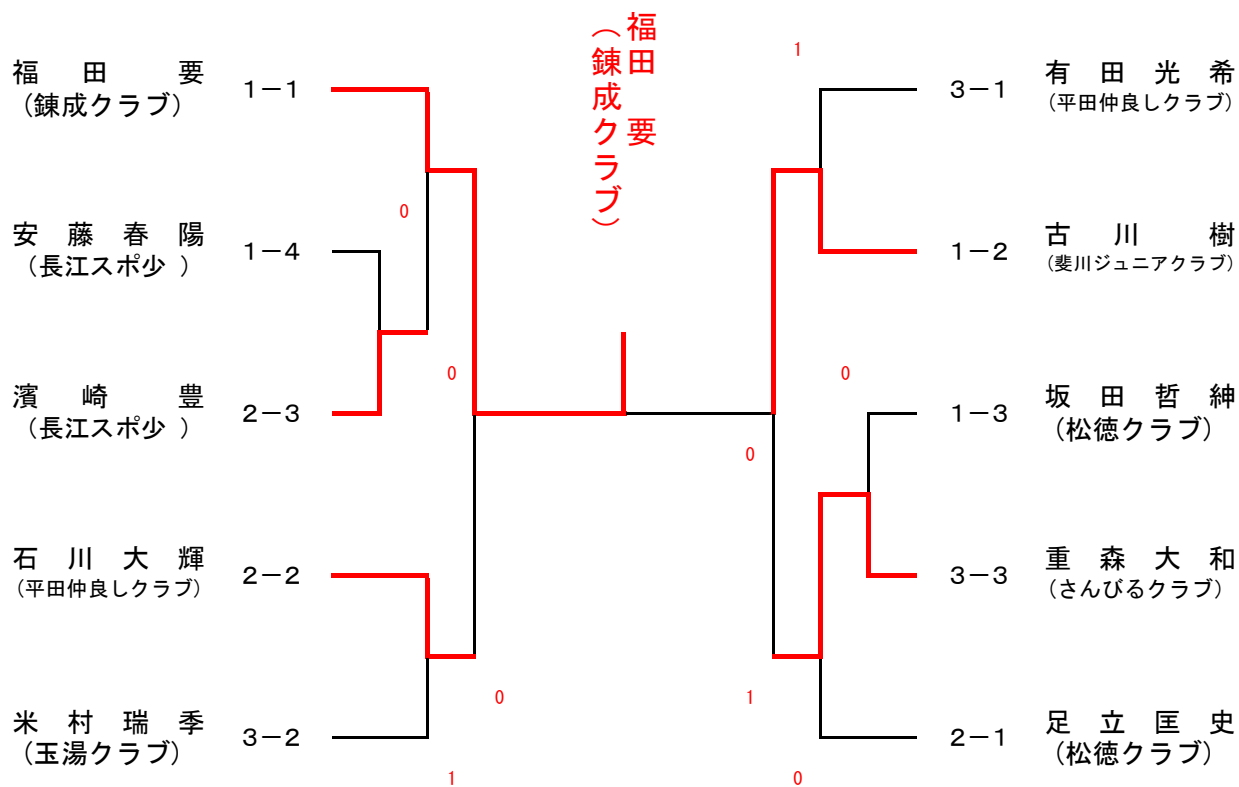 福田 要
（錬成クラブ）
福田 要
（錬成クラブ）
1－1
安藤春陽
（長江スポ少 ）
1－4
濱崎豊
（長江スポ少 ）
2－3
石川大輝
（平田仲良しクラブ）
2－2
米村瑞季
（玉湯クラブ）
3－2
0
0
0
1
1
3－1
有田光希
（平田仲良しクラブ）
1－2
古川樹
（斐川ジュニアクラブ）
0
1－3
坂田哲紳
（松徳クラブ）
0
3－3
重森大和
（さんびるクラブ）
1
2－1
足立匡史
（松徳クラブ）
0